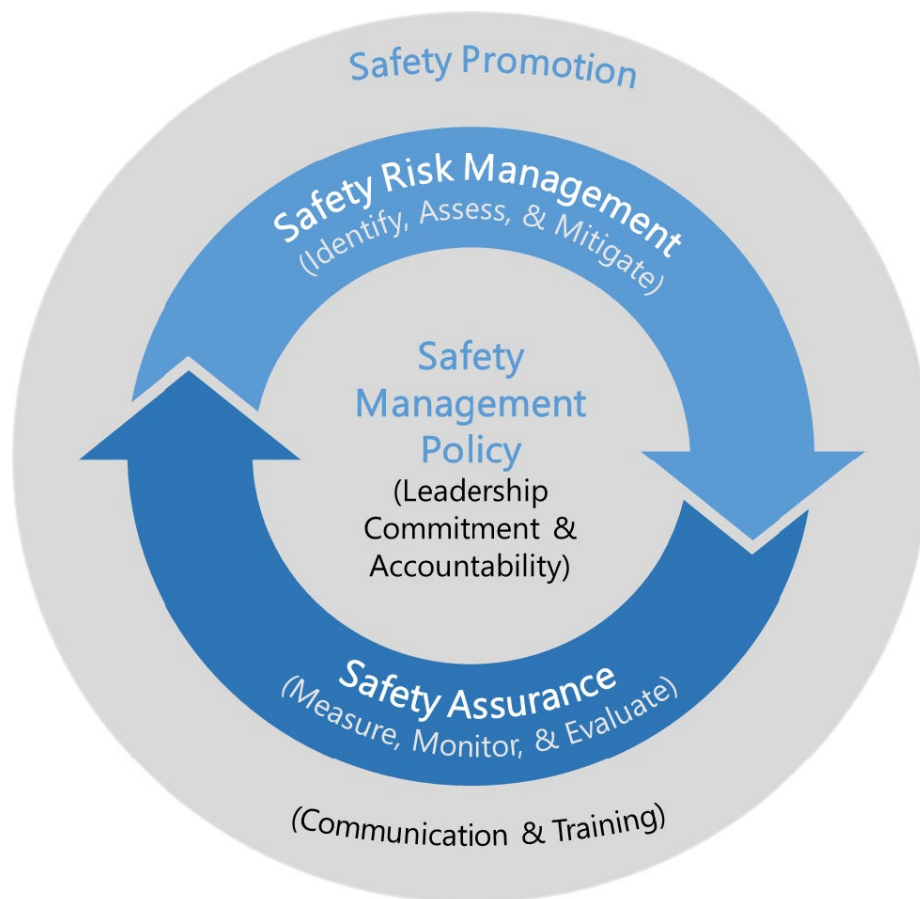 Safety Promotion
Safety Risk Management
(Identify, Assess, & Mitigate)
Safety
Management
Policy
(Leadership
Commitment &
Accountability)
Safety Assurance
(Measure, Monitor, & Evaluate)
(Communication & Training)